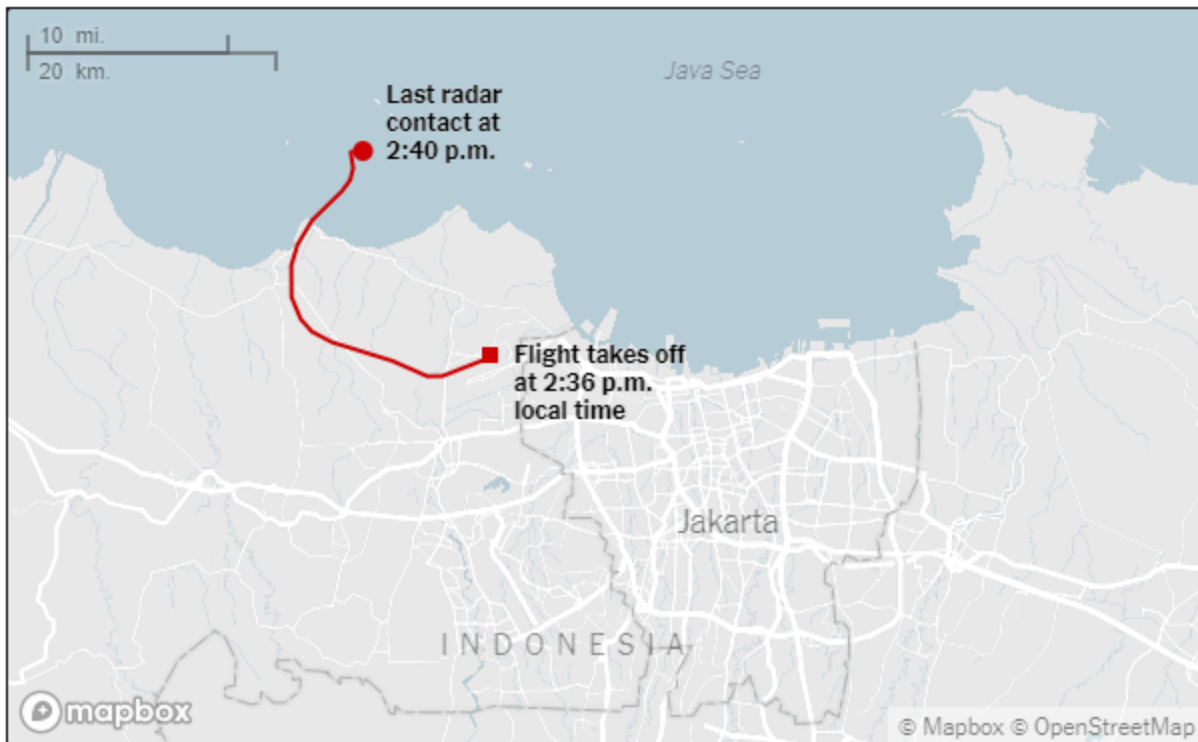 10 mi.
20 km.
Java Sea
Last radar
contact at
2:40 p.m.
Flight takes off
at 2:36 p.m.
local time
Jakarta
INDONESIA
mapbox
© Mapbox © OpenStreetMap